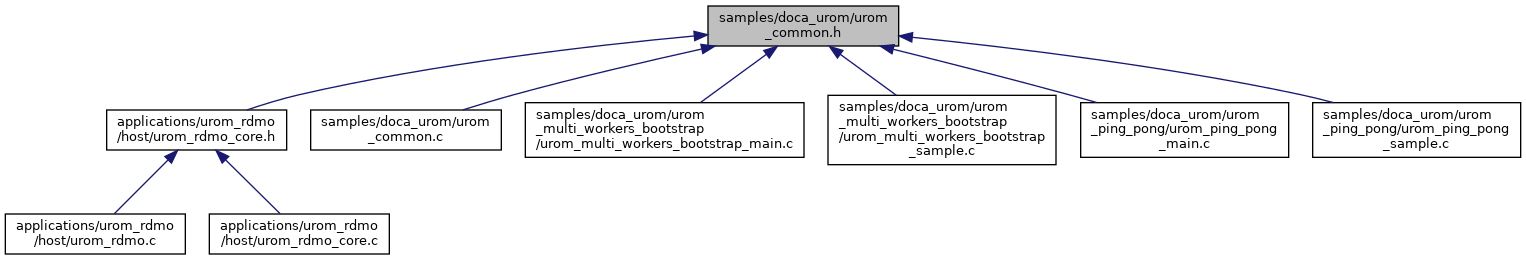 samples/doca_urom/urom
_common.h
applications/urom_rdmo
/host/urom_rdmo_core.h
samples/doca_urom/urom
_common.c
samples/doca_urom/urom
_multi_workers_bootstrap
/urom_multi_workers_bootstrap_main.c
samples/doca_urom/urom
_multi_workers_bootstrap
/urom_multi_workers_bootstrap
_sample.c
samples/doca_urom/urom
_ping_pong/urom_ping_pong
_main.c
samples/doca_urom/urom
_ping_pong/urom_ping_pong
_sample.c
applications/urom_rdmo
/host/urom_rdmo.c
applications/urom_rdmo
/host/urom_rdmo_core.c